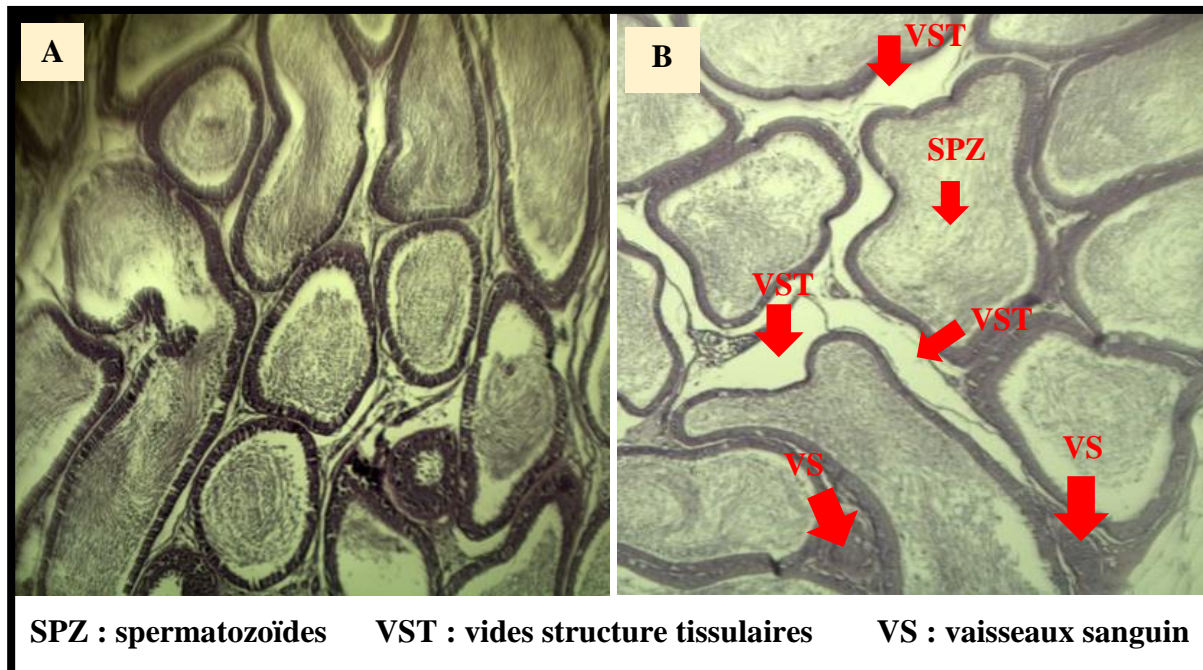 A
B
VST
SPZ
VST
VST
VS
VS
SPZ : spermatozoïdes VST : vides structure tissulaires VS : vaisseaux sanguin